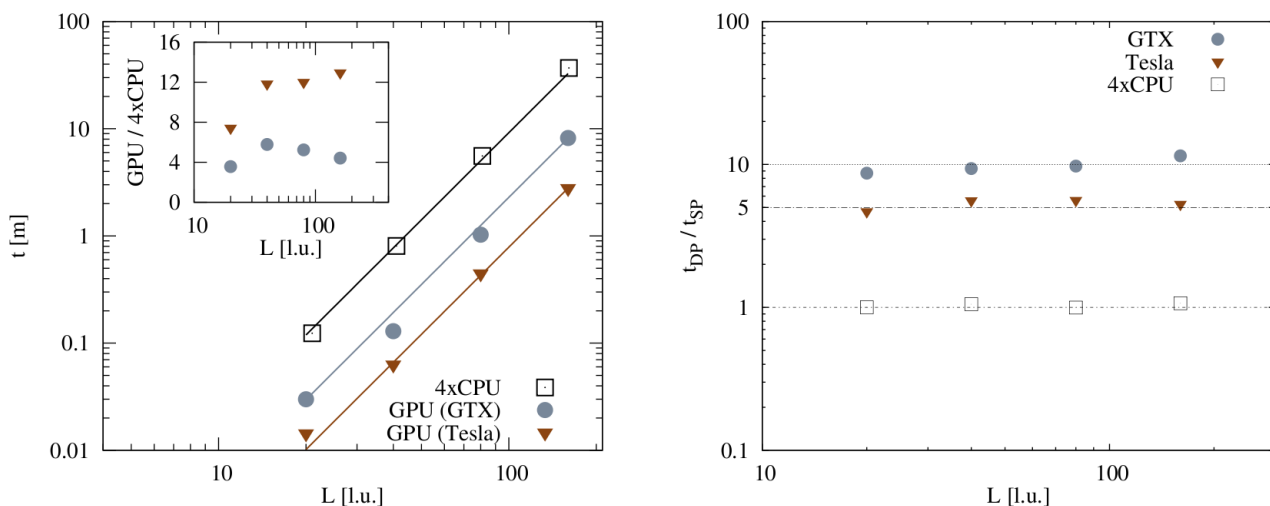 100
10
1
0.1
0.01
t [m]
10
100
L [l.u.]
16
12
8
4
0
GPU / 4xCPU
10
100
L [l.u.]
4xCPU
GPU (GTX)
GPU (Tesla)
100
10
5
1
0.1
t_DP / t_SP
10
100
L [l.u.]
GTX
Tesla
4xCPU